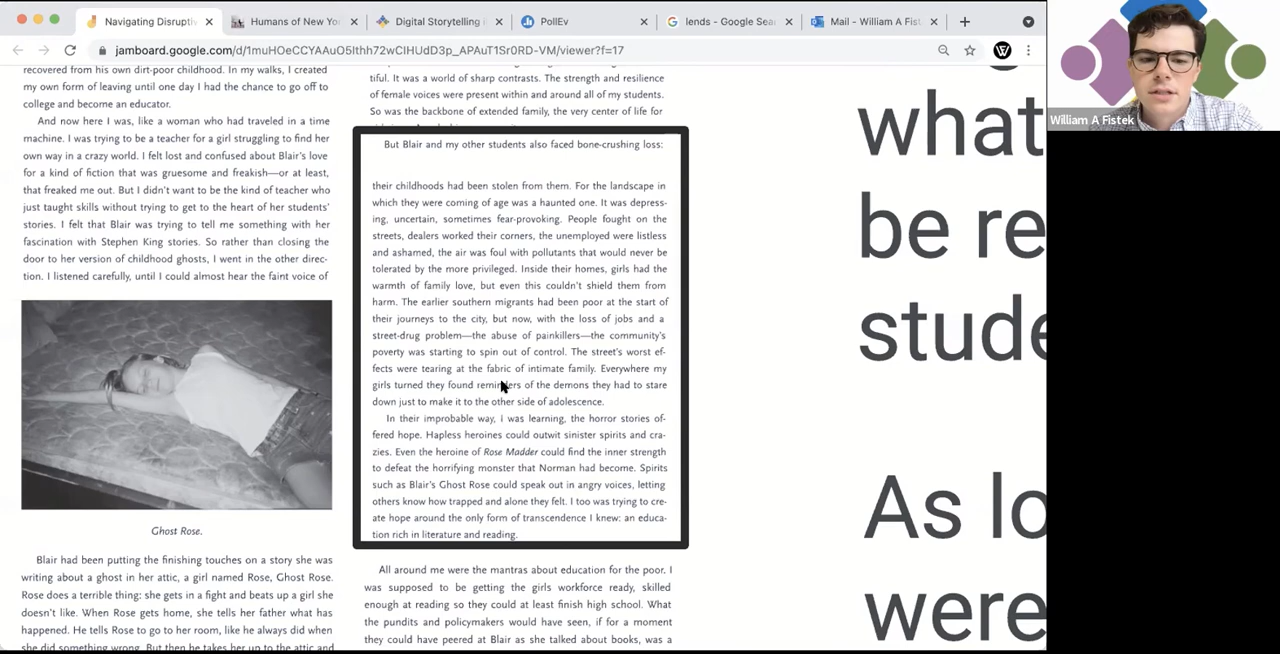 Navigating Disrupti
Humans of New Yo
Digital Storytelling i
PollEv
lends - Google Sea
Mail - William A Fist
jamboard.google.com/d/1muHOeCCYAAuO5Ithh72wCIHUdD3p_APAuT1Sr0RD-VM/viewer?f=17
William A Fistek
recovered from his own dirt-poor childhood. In my walks, I created
my own form of leaving until one day I had the chance to go off to
college and become an educator.
And now here I was, like a woman who had traveled in a time
machine. I was trying to be a teacher for a girl struggling to find her
own way in a crazy world. I felt lost and confused about Blair's love
for a kind of fiction that was gruesome and freakish—or at least,
that freaked me out. But I didn't want to be the kind of teacher who
just taught skills without trying to get to the heart of her students'
stories. I felt that Blair was trying to tell me something with her
fascination with Stephen King stories. So rather than closing the
door to her version of childhood ghosts, I went in the other direc-
tion. I listened carefully, until I could almost hear the faint voice of
Ghost Rose.
Blair had been putting the finishing touches on a story she was
writing about a ghost in her attic, a girl named Rose, Ghost Rose.
Rose does a terrible thing: she gets in a fight and beats up a girl she
doesn't like. When Rose gets home, she tells her father what has
happened. He tells Rose to go to her room, like he always did when
she did something wrong. But then he takes her up to the attic and
tiful. It was a world of sharp contrasts. The strength and resilience
of female voices were present within and around all of my students.
So was the backbone of extended family, the very center of life for
But Blair and my other students also faced bone-crushing loss:
their childhoods had been stolen from them. For the landscape in
which they were coming of age was a haunted one. It was depress-
ing, uncertain, sometimes fear-provoking. People fought on the
streets, dealers worked their corners, the unemployed were listless
and ashamed, the air was foul with pollutants that would never be
tolerated by the more privileged. Inside their homes, girls had the
warmth of family love, but even this couldn't shield them from
harm. The earlier southern migrants had been poor at the start of
their journeys to the city, but now, with the loss of jobs and a
street-drug problem—the abuse of painkillers—the community's
poverty was starting to spin out of control. The street's worst ef-
fects were tearing at the fabric of intimate family. Everywhere my
girls turned they found reminders of the demons they had to stare
down just to make it to the other side of adolescence.
In their improbable way, I was learning, the horror stories of-
fered hope. Hapless heroines could outwit sinister spirits and cra-
zies. Even the heroine of Rose Madder could find the inner strength
to defeat the horrifying monster that Norman had become. Spirits
such as Blair's Ghost Rose could speak out in angry voices, letting
others know how trapped and alone they felt. I too was trying to cre-
ate hope around the only form of transcendence I knew: an educa-
tion rich in literature and reading.
All around me were the mantras about education for the poor. I
was supposed to be getting the girls workforce ready, skilled
enough at reading so they could at least finish high school. What
the pundits and policymakers would have seen, if for a moment
they could have peered at Blair as she talked about books, was a
what
be re
stude
As lo
were